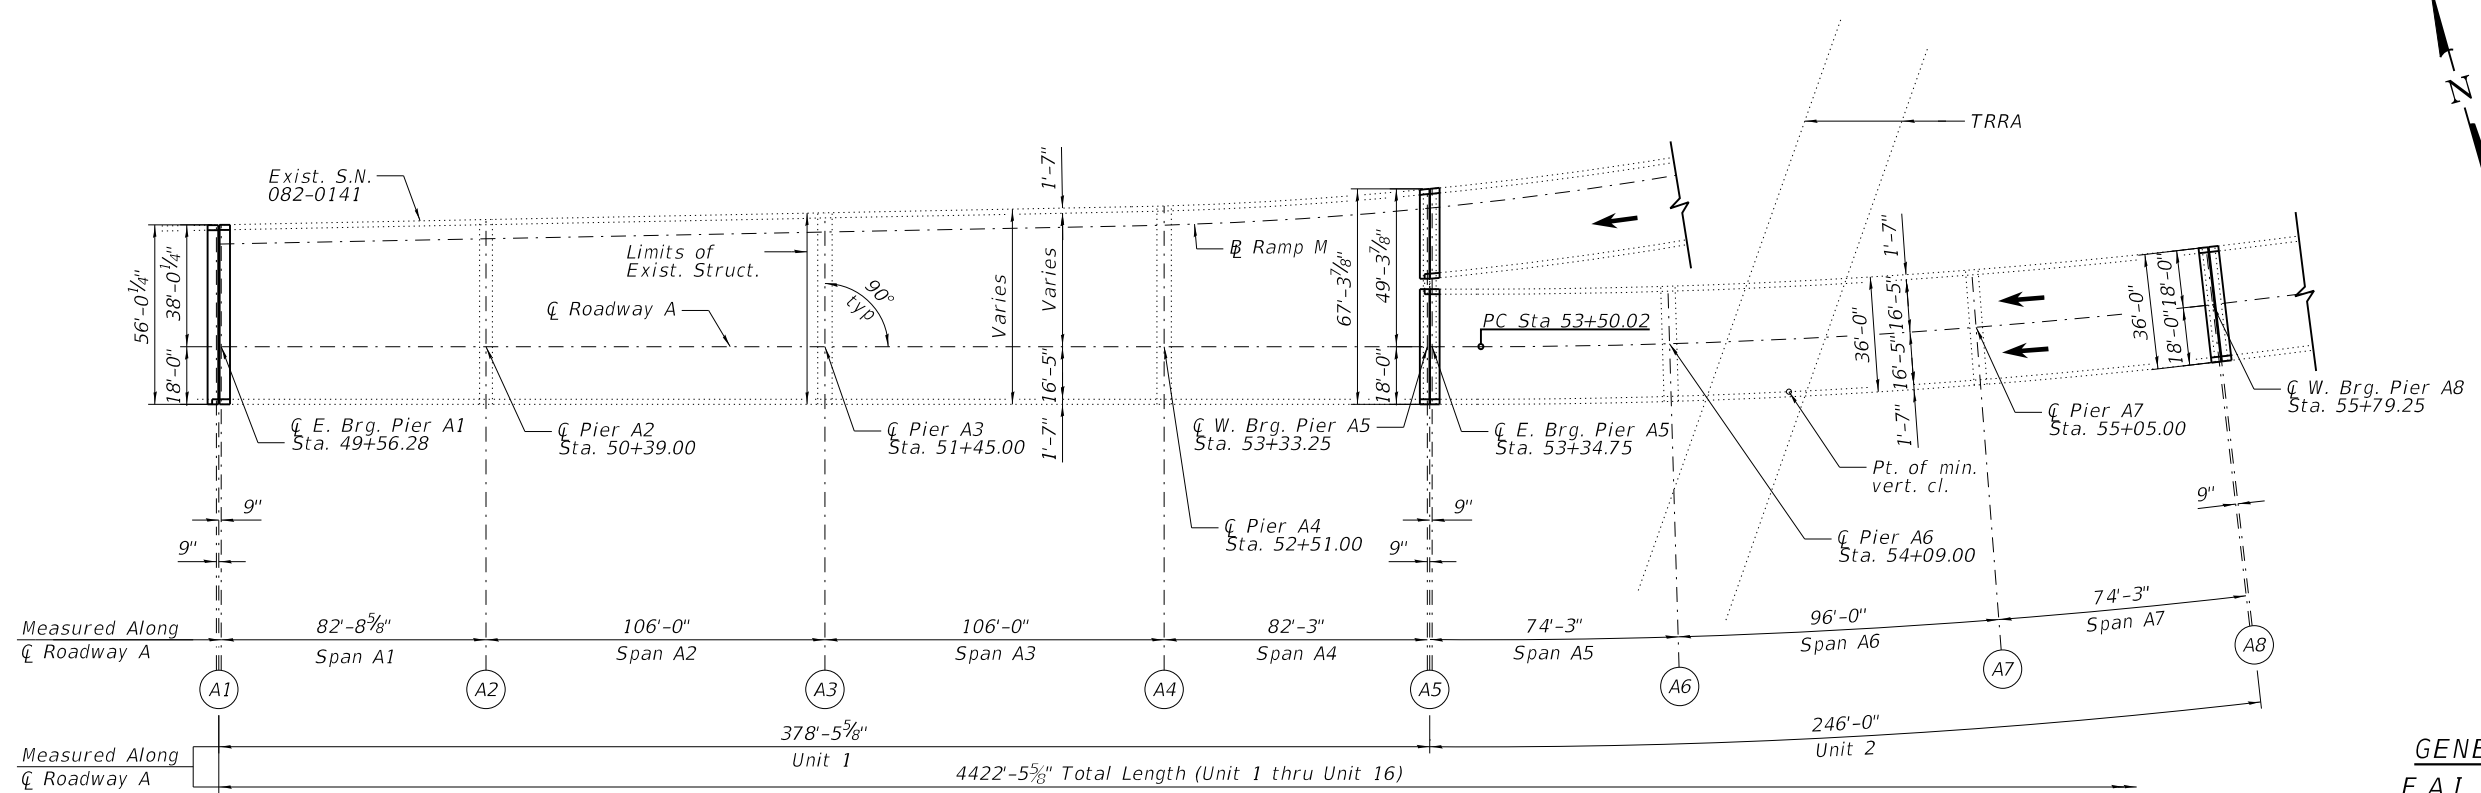 TRRA
N
Exist. S.N.
082-0141
1'-7"
Limits of
Exist. Struct.
90°
typ
℄ Roadway A
Varies
Varies
B̲L̲ Ramp M
56'-0¼"
38'-0¼"
18'-0"
67'-3⅞"
49'-3⅞"
18'-0"
16'-5"
1'-7"
PC Sta 53+50.02
1'-7"
36'-0"
16'-5"
16'-5"
1'-7"
36'-0"
18'-0"
18'-0"
℄ E. Brg. Pier A1
Sta. 49+56.28
℄ Pier A2
Sta. 50+39.00
℄ Pier A3
Sta. 51+45.00
℄ W. Brg. Pier A5
Sta. 53+33.25
℄ E. Brg. Pier A5
Sta. 53+34.75
℄ Pier A7
Sta. 55+05.00
℄ W. Brg. Pier A8
Sta. 55+79.25
Pt. of min.
vert. cl.
℄ Pier A4
Sta. 52+51.00
℄ Pier A6
Sta. 54+09.00
9"
9"
9"
9"
9"
Measured Along
℄ Roadway A
82'-8⅝"
Span A1
106'-0"
Span A2
106'-0"
Span A3
82'-3"
Span A4
74'-3"
Span A5
96'-0"
Span A6
74'-3"
Span A7
A1
A2
A3
A4
A5
A6
A7
A8
378'-5⅝"
Unit 1
246'-0"
Unit 2
Measured Along
℄ Roadway A
4422'-5⅝" Total Length (Unit 1 thru Unit 16)
GENE
F.A.I.